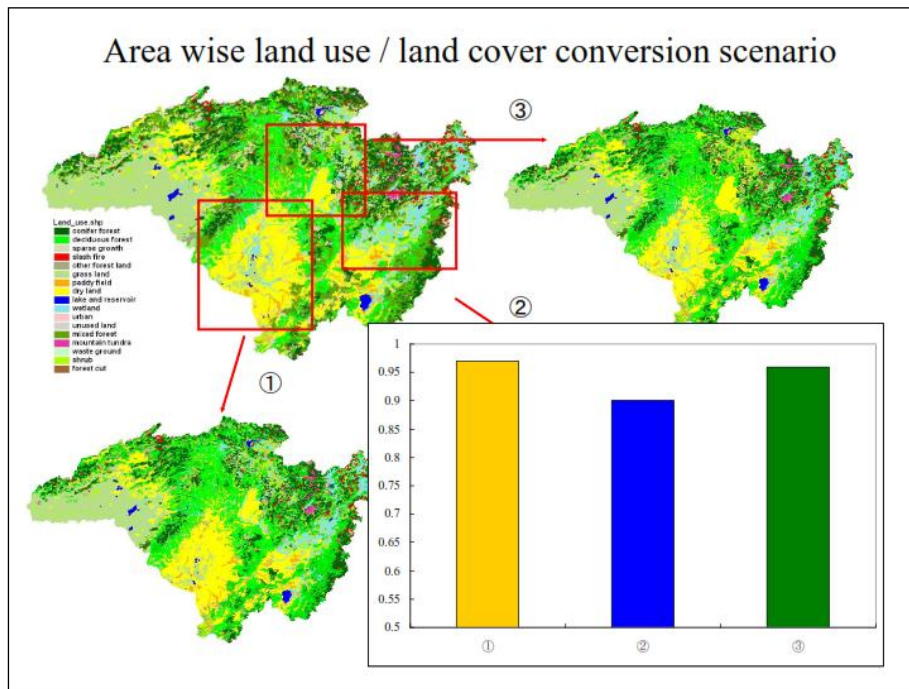 Area wise land use / land cover conversion scenario
③
Land_use.shp
conifer forest
deciduous forest
sparse growth
slash fire
other forest land
grass land
paddy field
dry land
lake and reservoir
wetland
urban
unused land
mixed forest
mountain tundra
waste ground
shrub
forest cut
①
②
1
0.95
0.9
0.85
0.8
0.75
0.7
0.65
0.6
0.55
0.5
① ② ③